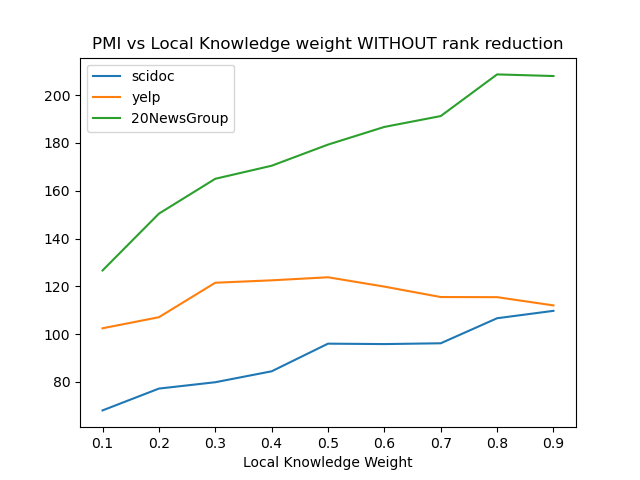 PMI vs Local Knowledge weight WITHOUT rank reduction
scidoc
yelp
20NewsGroup
200
180
160
140
120
100
80
0.1 0.2 0.3 0.4 0.5 0.6 0.7 0.8 0.9
Local Knowledge Weight